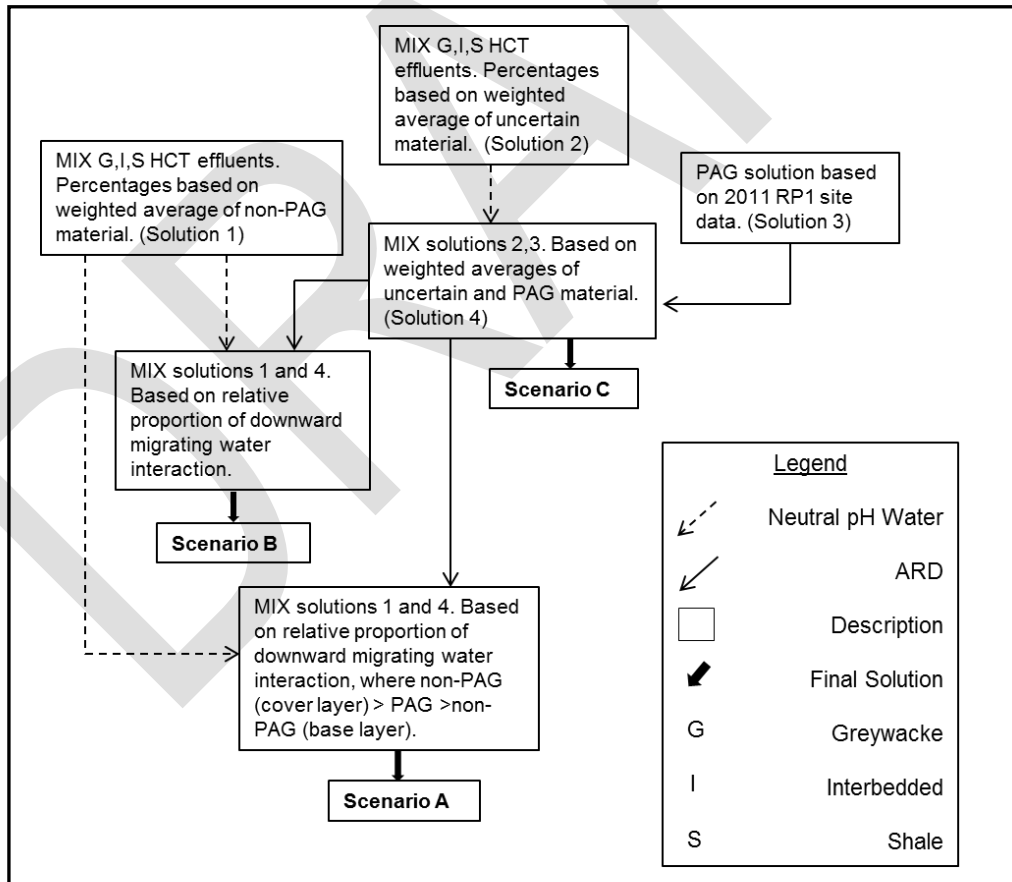 MIX G,I,S HCT
effluents. Percentages
based on weighted
average of uncertain
material.  (Solution 2)
MIX G,I,S HCT effluents.
Percentages based on
weighted average of non-PAG
material. (Solution 1)
PAG solution based
on 2011 RP1 site
data. (Solution 3)
MIX solutions 2,3. Based on
weighted averages of
uncertain and PAG material.
(Solution 4)
MIX solutions 1 and 4.
Based on relative
proportion of downward
migrating water
interaction.
Scenario C
Scenario B
MIX solutions 1 and 4. Based
on relative proportion of
downward migrating water
interaction, where non-PAG
(cover layer) > PAG >non-
PAG (base layer).
Scenario A
Legend
Neutral pH Water
ARD
Description
Final Solution
G Greywacke
I Interbedded
S Shale
DRAFT